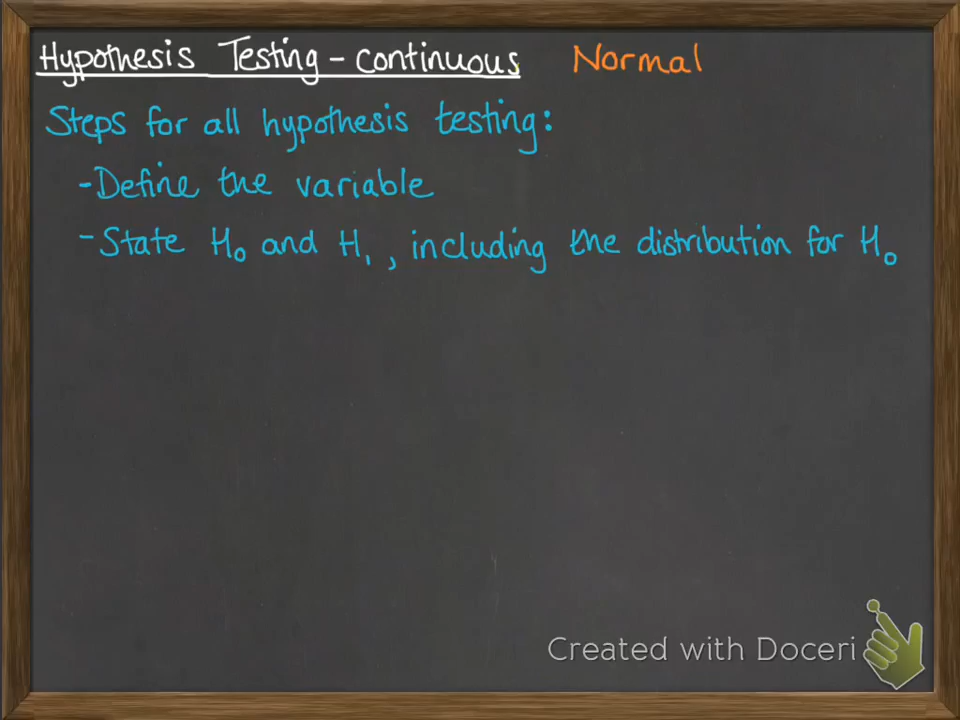 Hypothesis Testing - continuous Normal
Steps for all hypothesis testing:
- Define the variable
- State H₀ and H₁, including the distribution for H₀
Created with Doceri